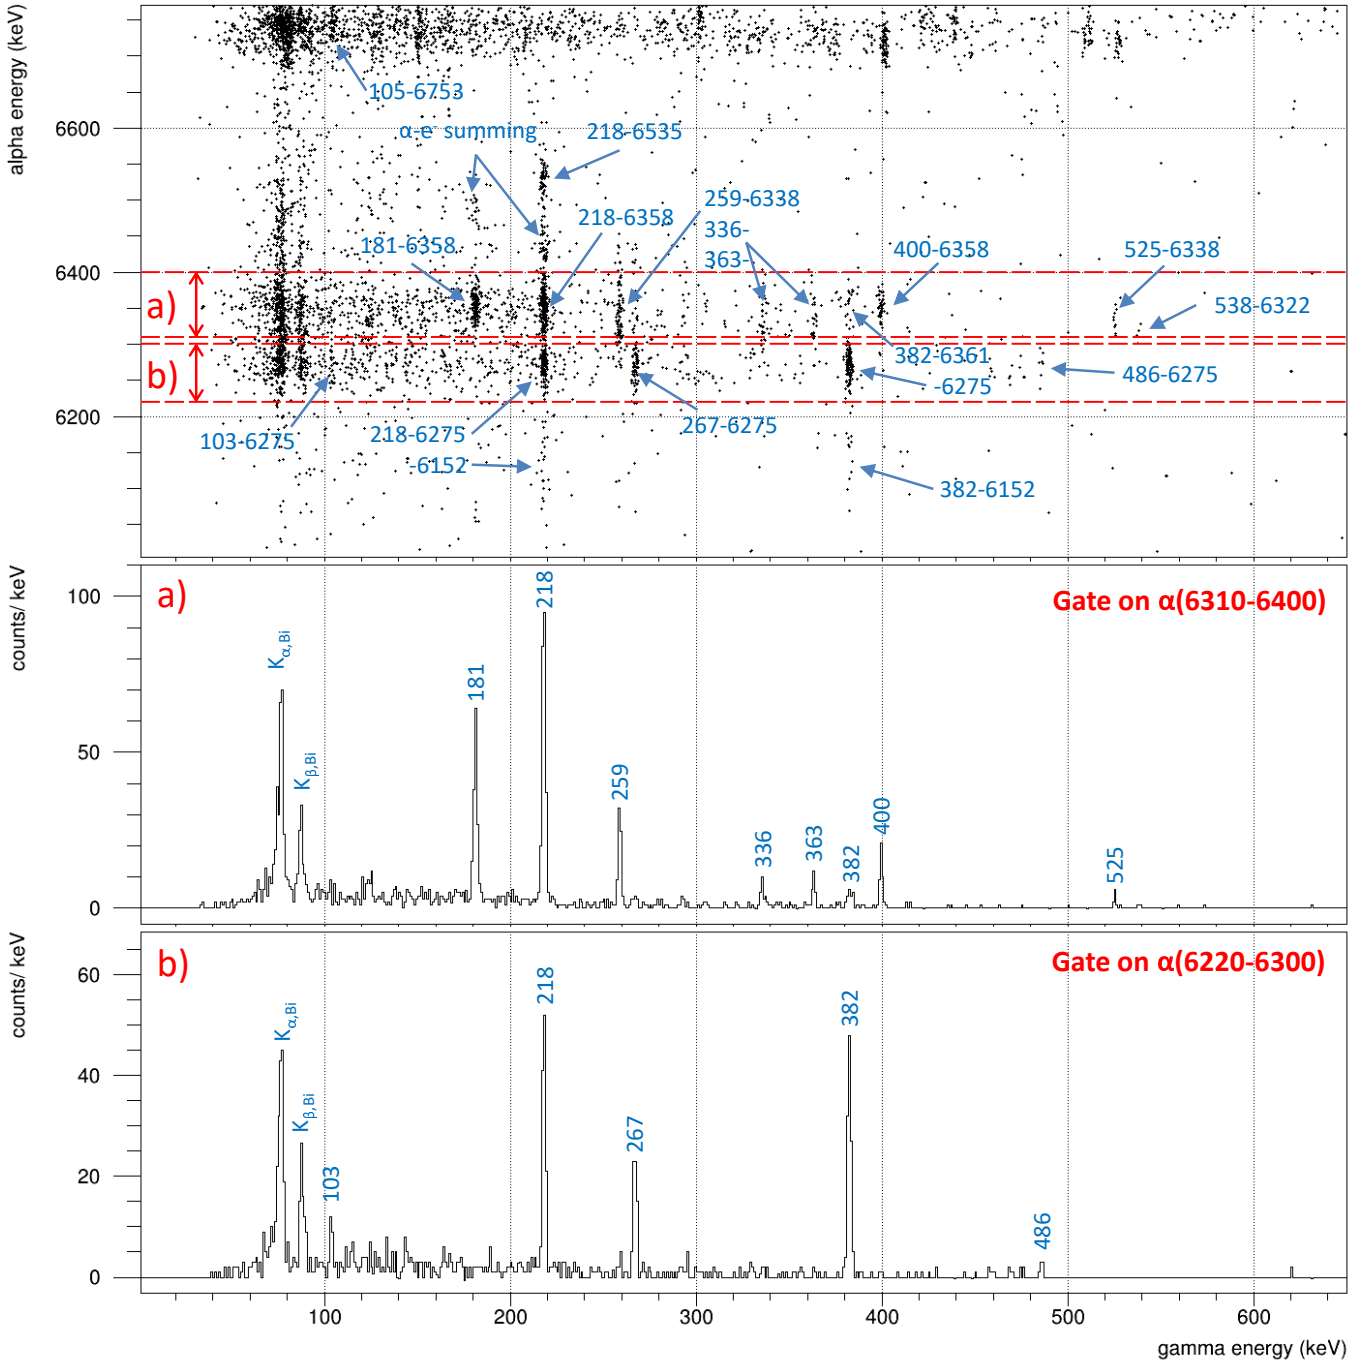 alpha energy (keV)
6600
6400
6200
105-6753
α-e⁻ summing
218-6535
259-6338
218-6358
336-
363-
181-6358
400-6358
525-6338
538-6322
a)
b)
382-6361
-6275
486-6275
103-6275
218-6275
-6152
267-6275
382-6152
counts/ keV
100
50
0
a)
Gate on α(6310-6400)
Kα,Bi
Kβ,Bi
181
218
259
336
363
382
400
525
counts/ keV
60
40
20
0
b)
Gate on α(6220-6300)
Kα,Bi
Kβ,Bi
103
218
267
382
486
100 200 300 400 500 600
gamma energy (keV)